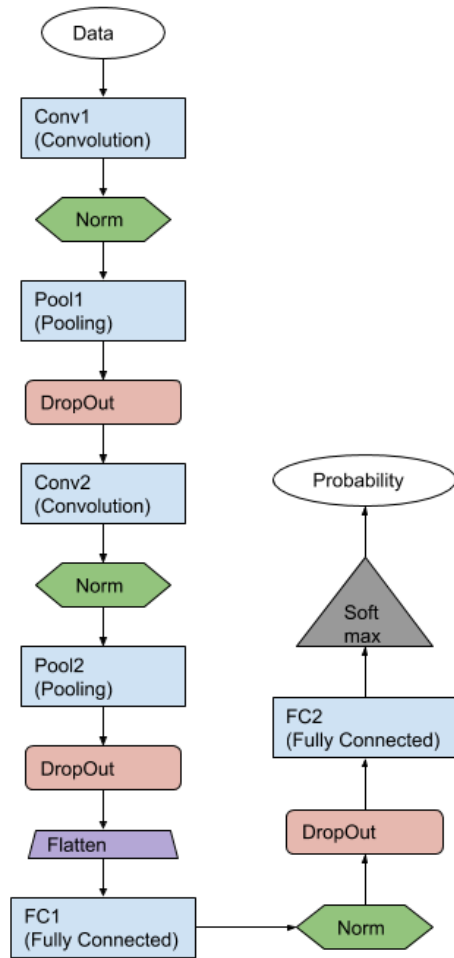 Data
Conv1
(Convolution)
Norm
Pool1
(Pooling)
DropOut
Conv2
(Convolution)
Norm
Pool2
(Pooling)
DropOut
Flatten
FC1
(Fully Connected)
Norm
DropOut
FC2
(Fully Connected)
Soft
max
Probability